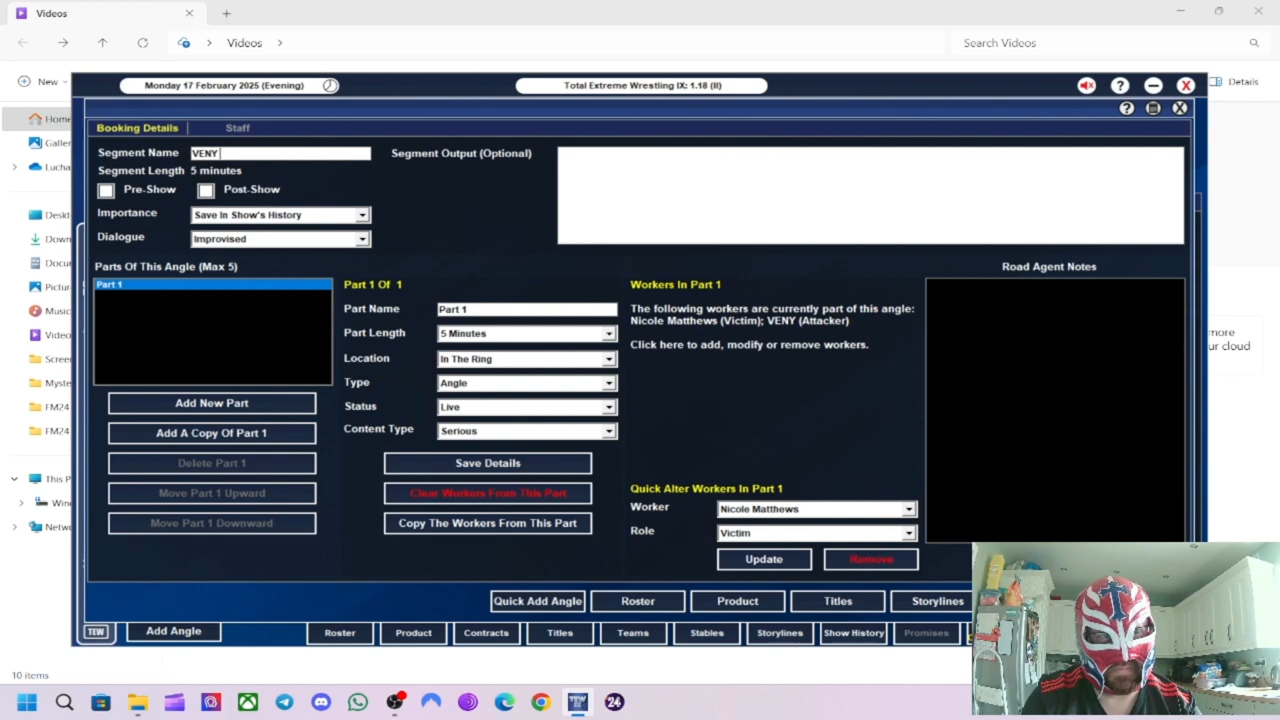 Videos
Videos
Search Videos
New
Details
Monday 17 February 2025 (Evening)
Total Extreme Wrestling IX: 1.18 (II)
Booking Details
Staff
Home
Segment Name
VENY
Segment Output (Optional)
Segment Length
5 minutes
Pre-Show
Post-Show
Importance
Save In Show's History
Dialogue
Improvised
Parts Of This Angle (Max 5)
Part 1 Of 1
Workers In Part 1
Road Agent Notes
Part 1
Part Name
Part 1
The following workers are currently part of this angle:
Nicole Matthews (Victim); VENY (Attacker)
Part Length
5 Minutes
Click here to add, modify or remove workers.
Location
In The Ring
Type
Angle
Status
Live
Content Type
Serious
Add New Part
Add A Copy Of Part 1
Delete Part 1
Move Part 1 Upward
Move Part 1 Downward
Save Details
Clear Workers From This Part
Copy The Workers From This Part
Quick Alter Workers In Part 1
Worker
Nicole Matthews
Role
Victim
Update
Remove
Quick Add Angle
Roster
Product
Titles
Storylines
TEW
Add Angle
Roster
Product
Contracts
Titles
Teams
Stables
Storylines
Show History
Promises
more
ur cloud
Galler
Lucha
Deskt
Down
Docu
Pictur
Music
Video
Scree
Myste
FM24
FM24
This P
Win
Netwo
10 items
TEW
24